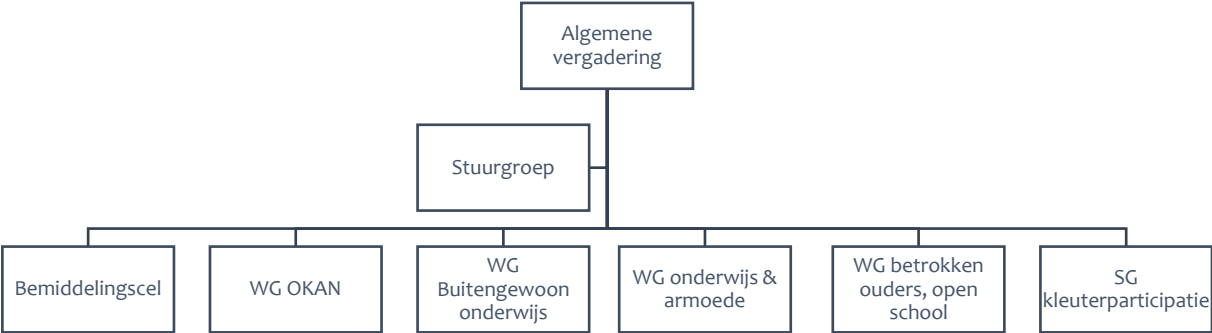 Algemene
vergadering
Stuurgroep
Bemiddelingscel
WG OKAN
WG
Buitengewoon
onderwijs
WG onderwijs &
armoede
WG betrokken
ouders, open
school
SG
kleuterparticipatie